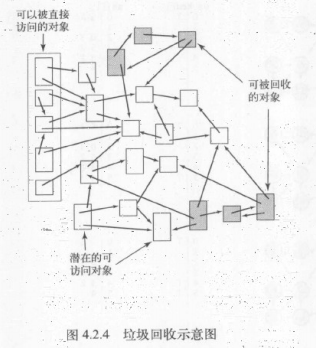 可以被直接
访问的对象
可被回收
的对象
潜在的可
访问对象
图 4.2.4 垃圾回收示意图